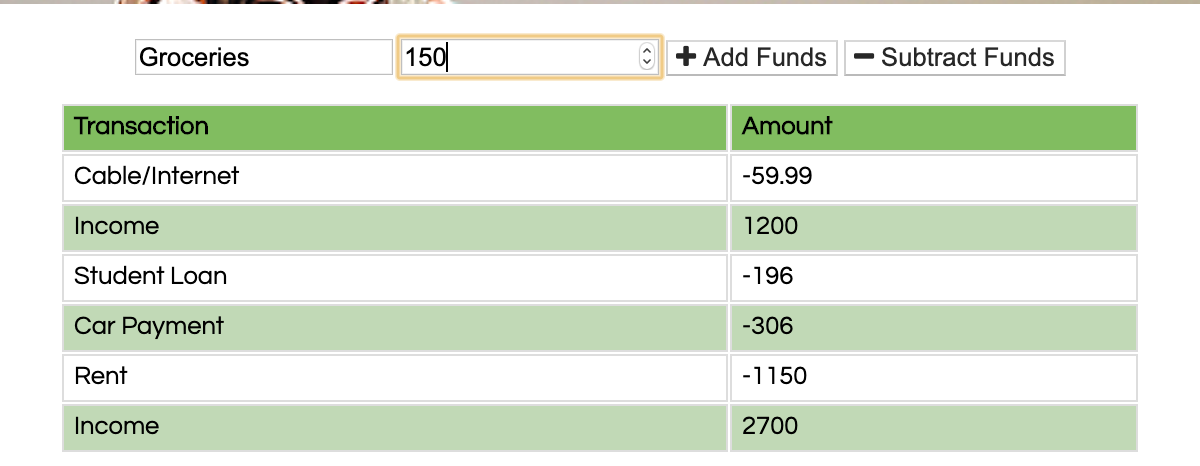 Groceries 150 + Add Funds − Subtract Funds
Transaction Amount
Cable/Internet -59.99
Income 1200
Student Loan -196
Car Payment -306
Rent -1150
Income 2700